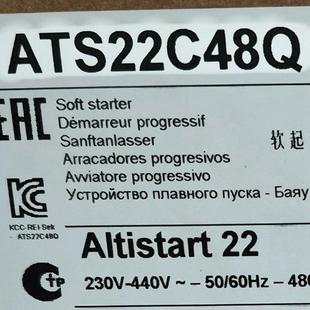 ATS22C48Q
EAC
Soft starter
Démarreur progressif
Sanftanlasser
Arracadores progresivos
Avviatore progressivo
Устройство плавного пуска - Баяу
软起
KCC-REI-Sek
- ATS22C48Q
Altistart 22
230V-440V ~ – 50/60Hz – 480